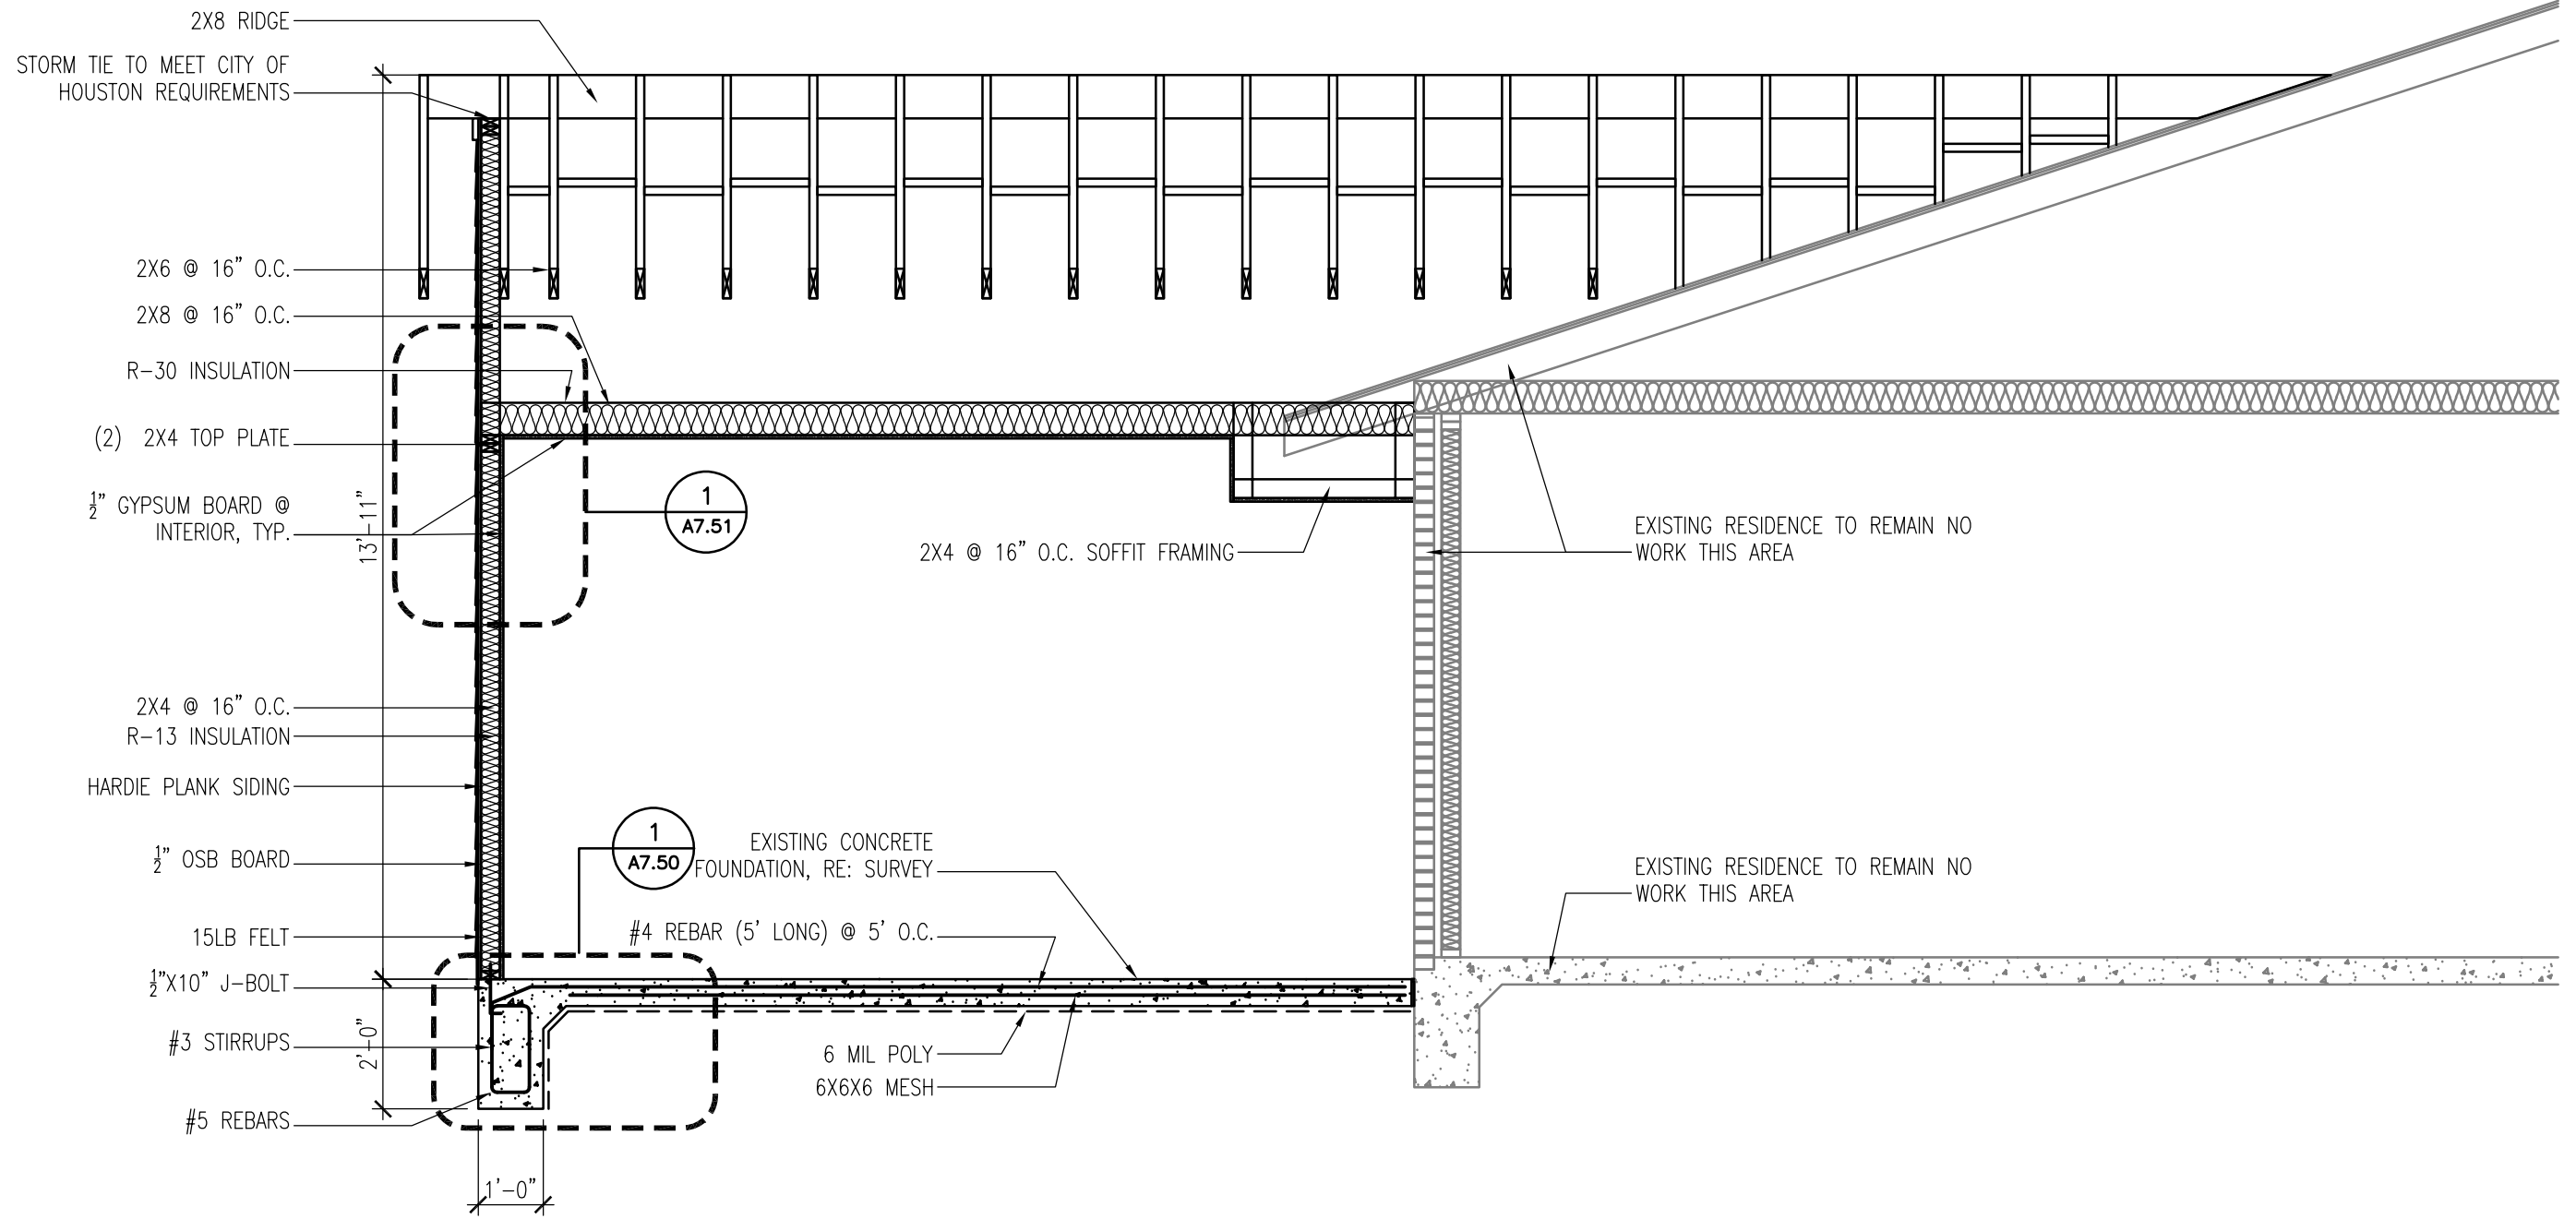 2X8 RIDGE
STORM TIE TO MEET CITY OF
HOUSTON REQUIREMENTS
2X6 @ 16" O.C.
2X8 @ 16" O.C.
R-30 INSULATION
(2) 2X4 TOP PLATE
½" GYPSUM BOARD @
INTERIOR, TYP.
13'-11"
1
A7.51
2X4 @ 16" O.C. SOFFIT FRAMING
EXISTING RESIDENCE TO REMAIN NO
WORK THIS AREA
2X4 @ 16" O.C.
R-13 INSULATION
HARDIE PLANK SIDING
½" OSB BOARD
15LB FELT
½"X10" J-BOLT
#3 STIRRUPS
#5 REBARS
2'-0"
1'-0"
1
A7.50
EXISTING CONCRETE
FOUNDATION, RE: SURVEY
#4 REBAR (5' LONG) @ 5' O.C.
6 MIL POLY
6X6X6 MESH
EXISTING RESIDENCE TO REMAIN NO
WORK THIS AREA